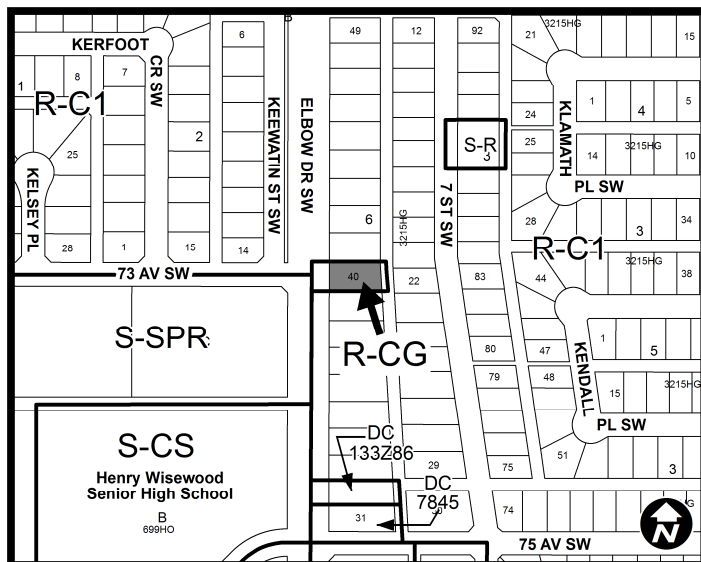 B
KERFOOT
CR SW
6
49
12
92
21
3215HG
15
1
8
7
R-C1
KEEWATIN ST SW
ELBOW DR SW
2
24
KLAMATH
1
4
5
S-R
3
25
14
3215HG
10
PL SW
25
KELSEY PL
7 ST SW
6
3215HG
28
34
3
R-C1
28
1
15
14
3215HG
73 AV SW
40
22
83
44
38
S-SPR
R-CG
80
47
KENDALL
1
5
79
48
15
3215HG
PL SW
DC
133Z86
S-CS
Henry Wisewood
Senior High School
B
699HO
29
75
51
3
DC
7845
31
74
N
75 AV SW